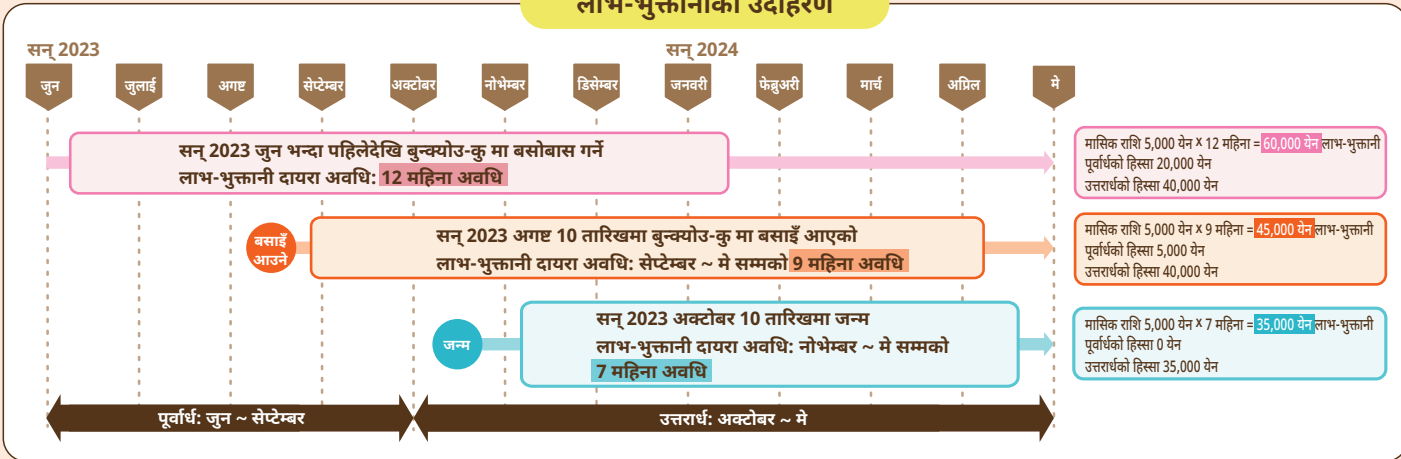 लाभ-भुक्तानीको उदाहरण
सन् 2023
सन् 2024
जुन
जुलाई
अगष्ट
सेप्टेम्बर
अक्टोबर
नोभेम्बर
डिसेम्बर
जनवरी
फेब्रुअरी
मार्च
अप्रिल
मे
सन् 2023 जुन भन्दा पहिलेदेखि बुन्क्योउ-कु मा बसोबास गर्ने
लाभ-भुक्तानी दायरा अवधि: 12 महिना अवधि
मासिक राशि 5,000 येन x 12 महिना = 60,000 येन लाभ-भुक्तानी
पूर्वार्धको हिस्सा 20,000 येन
उत्तरार्धको हिस्सा 40,000 येन
बसाइँ
आउने
सन् 2023 अगष्ट 10 तारिखमा बुन्क्योउ-कु मा बसाइँ आएको
लाभ-भुक्तानी दायरा अवधि: सेप्टेम्बर ~ मे सम्मको 9 महिना अवधि
मासिक राशि 5,000 येन x 9 महिना = 45,000 येन लाभ-भुक्तानी
पूर्वार्धको हिस्सा 5,000 येन
उत्तरार्धको हिस्सा 40,000 येन
जन्म
सन् 2023 अक्टोबर 10 तारिखमा जन्म
लाभ-भुक्तानी दायरा अवधि: नोभेम्बर ~ मे सम्मको
7 महिना अवधि
मासिक राशि 5,000 येन x 7 महिना = 35,000 येन लाभ-भुक्तानी
पूर्वार्धको हिस्सा 0 येन
उत्तरार्धको हिस्सा 35,000 येन
पूर्वार्ध: जुन ~ सेप्टेम्बर
उत्तरार्ध: अक्टोबर ~ मे